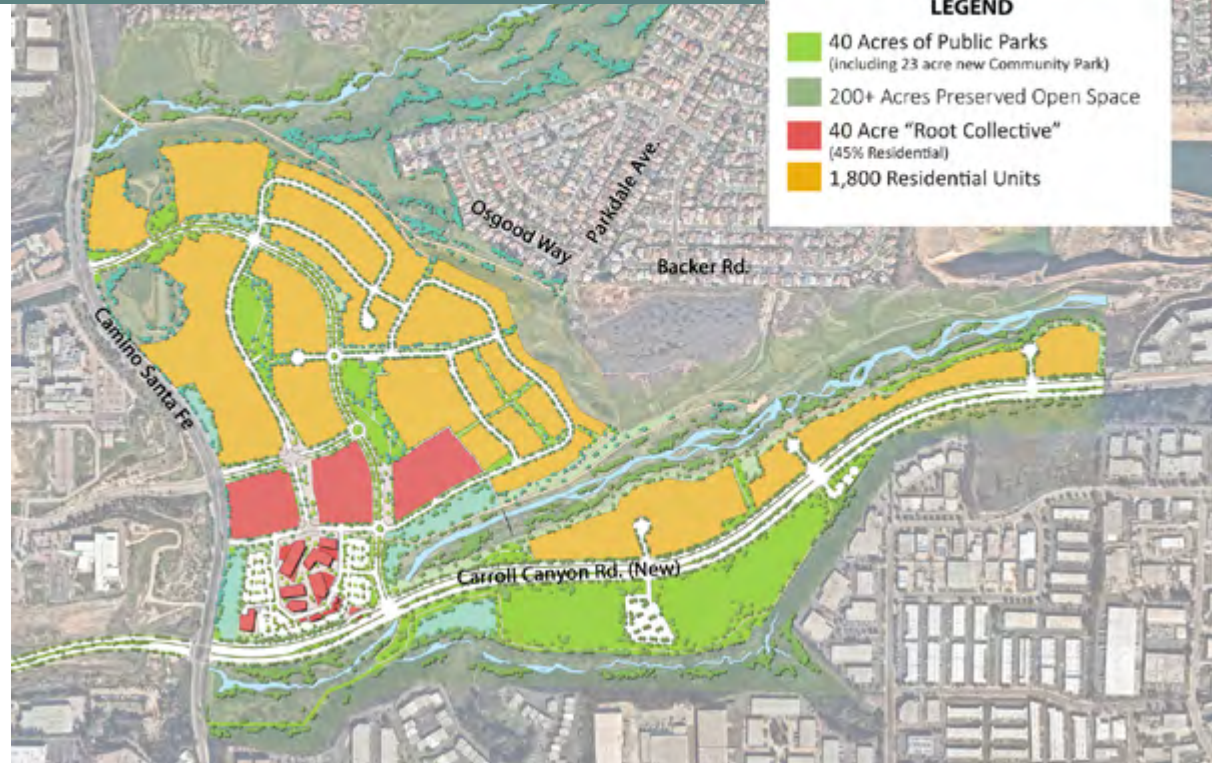 LEGEND
40 Acres of Public Parks
(including 23 acre new Community Park)
200+ Acres Preserved Open Space
40 Acre “Root Collective”
(45% Residential)
1,800 Residential Units
Parkdale Ave.
Osgood Way
Backer Rd.
Camino Santa Fe
Carroll Canyon Rd. (New)